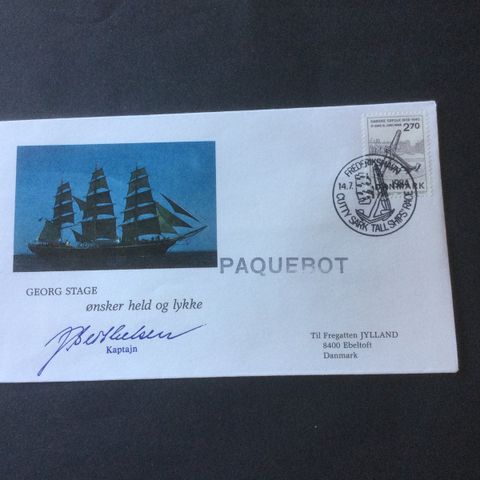 DANMARK
2.70
FREDERIKSHAVN
14.7. 1984
CUTTY SARK TALL SHIPS' RACE
PAQUEBOT
GEORG STAGE
ønsker held og lykke
Kaptajn
Til Fregatten JYLLAND
8400 Ebeltoft
Danmark